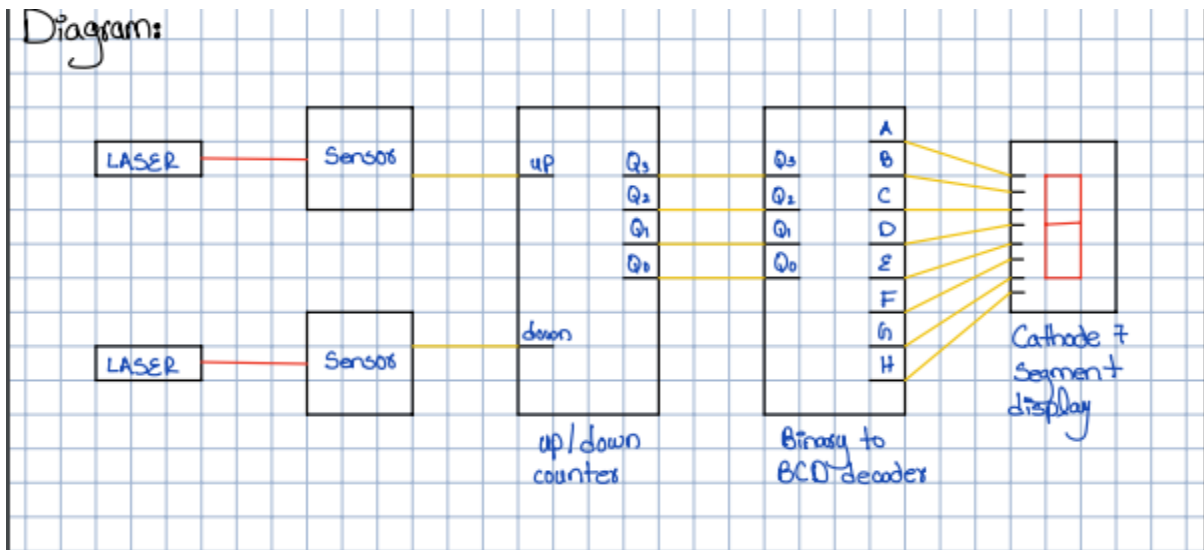 Diagram:
LASER
Sensor
up
Q3
Q2
Q1
Q0
Q3
Q2
Q1
Q0
A
B
C
D
E
F
G
H
LASER
Sensor
down
up/down
counter
Binary to
BCD decoder
Cathode 7
segment
display